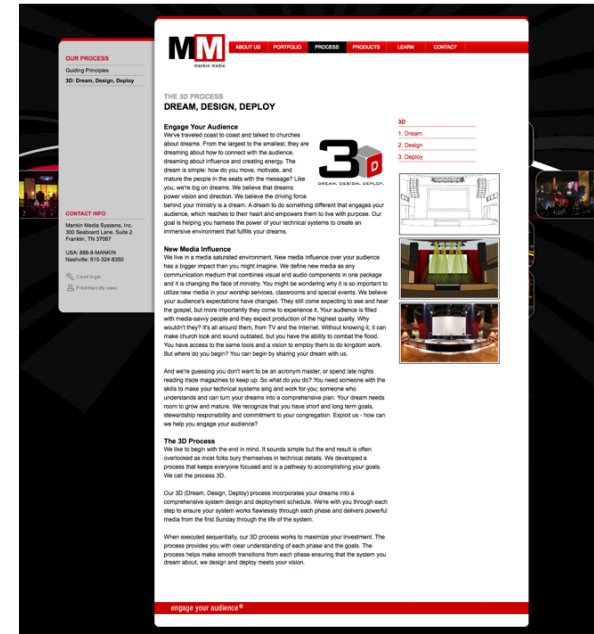 MM
mankin media
ABOUT US
PORTFOLIO
PROCESS
PRODUCTS
LEARN
CONTACT
OUR PROCESS
Guiding Principles
3D: Dream, Design, Deploy
CONTACT INFO
Mankin Media Systems, Inc.
300 Seaboard Lane, Suite 2
Franklin, TN 37067
USA: 888-8-MANKIN
Nashville: 615-324-8350
Client login
Print-friendly view
THE 3D PROCESS
DREAM, DESIGN, DEPLOY
Engage Your Audience
We've traveled coast to coast and talked to churches
about dreams. From the largest to the smallest, they are
dreaming about how to connect with the audience,
dreaming about influence and creating energy. The
dream is simple: how do you move, motivate, and
mature the people in the seats with the message? Like
you, we're big on dreams. We believe that dreams
power vision and direction. We believe the driving force
behind your ministry is a dream. A dream to do something different that engages your
audience, which reaches to their heart and empowers them to live with purpose. Our
goal is helping you harness the power of your technical systems to create an
immersive environment that fulfills your dreams.
3D
DREAM. DESIGN. DEPLOY.
New Media Influence
We live in a media saturated environment. New media influence over your audience
has a bigger impact than you might imagine. We define new media as any
communication medium that combines visual and audio components in one package
and it is changing the face of ministry. You might be wondering why it is so important to
utilize new media in your worship services, classrooms and special events. We believe
your audience's expectations have changed. They still come expecting to see and hear
the gospel, but more importantly they come to experience it. Your audience is filled
with media-savvy people and they expect production of the highest quality. Why
wouldn't they? It's all around them, from TV and the Internet. Without knowing it, it can
make church look and sound outdated, but you have the ability to combat the flood.
You have access to the same tools and a vision to employ them to do kingdom work.
But where do you begin? You can begin by sharing your dream with us.
And we're guessing you don't want to be an acronym master, or spend late nights
reading trade magazines to keep up. So what do you do? You need someone with the
skills to make your technical systems sing and work for you; someone who
understands and can turn your dreams into a comprehensive plan. Your dream needs
room to grow and mature. We recognize that you have short and long term goals,
stewardship responsibility and commitment to your congregation. Exploit us - how can
we help you engage your audience?
The 3D Process
We like to begin with the end in mind. It sounds simple but the end result is often
overlooked as most folks bury themselves in technical details. We developed a
process that keeps everyone focused and is a pathway to accomplishing your goals.
We call the process 3D.
Our 3D (Dream, Design, Deploy) process incorporates your dreams into a
comprehensive system design and deployment schedule. We're with you through each
step to ensure your system works flawlessly through each phase and delivers powerful
media from the first Sunday through the life of the system.
When executed sequentially, our 3D process works to maximize your investment. The
process provides you with clear understanding of each phase and the goals. The
process helps make smooth transitions from each phase ensuring that the system you
dream about, we design and deploy meets your vision.
3D
1. Dream
2. Design
3. Deploy
engage your audience®